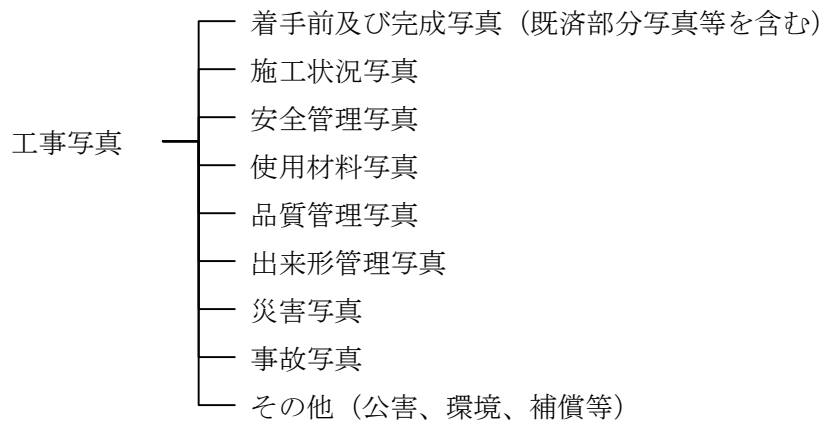 工事写真
着手前及び完成写真（既済部分写真等を含む）
施工状況写真
安全管理写真
使用材料写真
品質管理写真
出来形管理写真
災害写真
事故写真
その他（公害、環境、補償等）